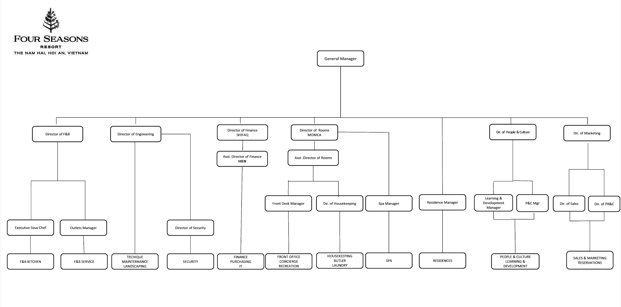 FOUR SEASONS
RESORT
THE NAM HAI, HOI AN, VIETNAM
General Manager
Director of F&B
Director of Engineering
Director of Finance
ISOFAQ
Director of Rooms
MONICA
Dir. of People & Culture
Dir. of Marketing
Asst. Director of Finance
HIEN
Asst. Director of Rooms
Front Desk Manager
Dir. of Housekeeping
Spa Manager
Residence Manager
Learning &
Development
Manager
P&C Mgr
Dir. of Sales
Dir. of PR&C
Executive Sous Chef
Outlets Manager
Director of Security
F&B KITCHEN
F&B SERVICE
TECHNIQUE
MAINTERNANCE
LANDSCAPING
SECURITY
FINANCE
PURCHASING
IT
FRONT OFFICE
CONCIERGE
RECREATION
HOUSEKEEPING
BUTLER
LAUNDRY
SPA
RESIDENCES
PEOPLE & CULTURE
LEARNING &
DEVELOPMENT
SALES & MARKETING
RESERVATIONS